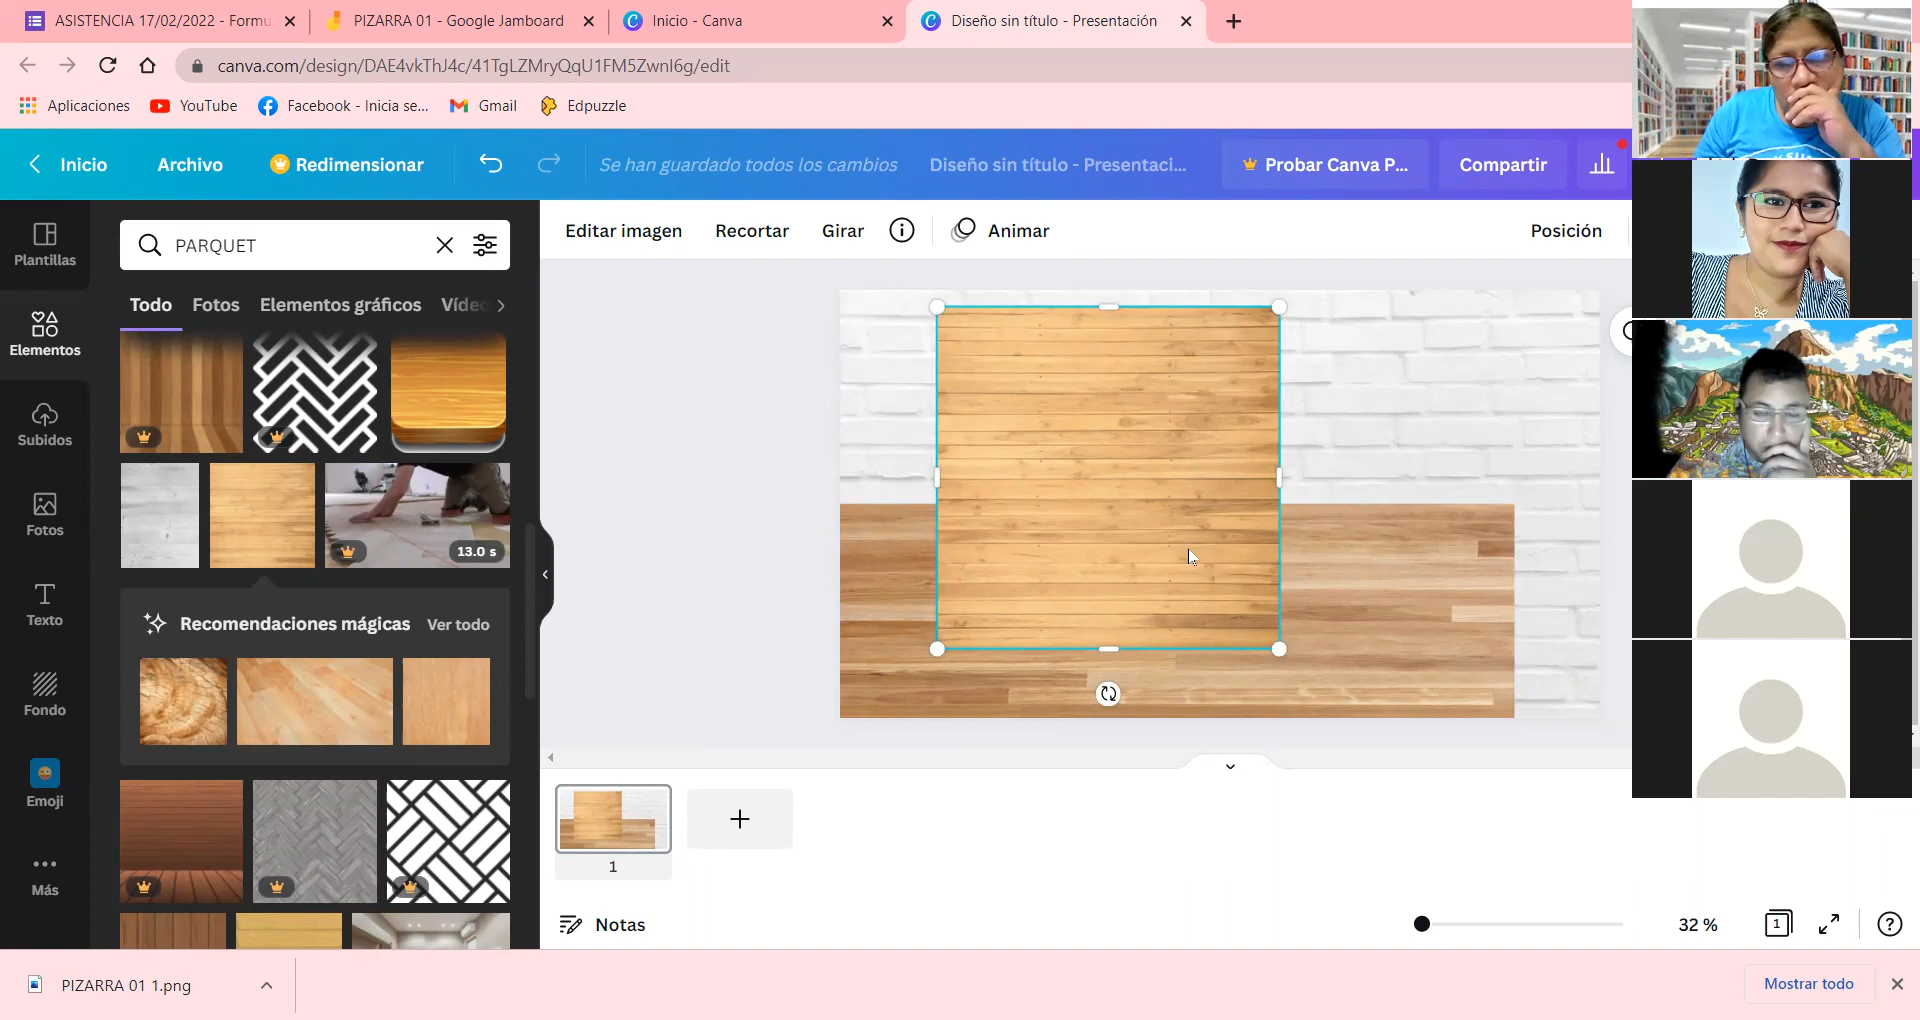 ASISTENCIA 17/02/2022 - Formu
PIZARRA 01 - Google Jamboard
Inicio - Canva
Diseño sin título - Presentación
canva.com/design/DAE4vkThJ4c/41TgLZMryQqU1FM5ZwnI6g/edit
Aplicaciones
YouTube
Facebook - Inicia se...
Gmail
Edpuzzle
Inicio
Archivo
Redimensionar
Se han guardado todos los cambios
Diseño sin título - Presentaci...
Probar Canva P...
Compartir
Plantillas
Elementos
Subidos
Fotos
Texto
Fondo
Emoji
Más
PARQUET
Todo
Fotos
Elementos gráficos
Víde
13.0 s
Recomendaciones mágicas
Ver todo
Editar imagen
Recortar
Girar
Animar
Posición
1
Notas
32 %
1
PIZARRA 01 1.png
Mostrar todo